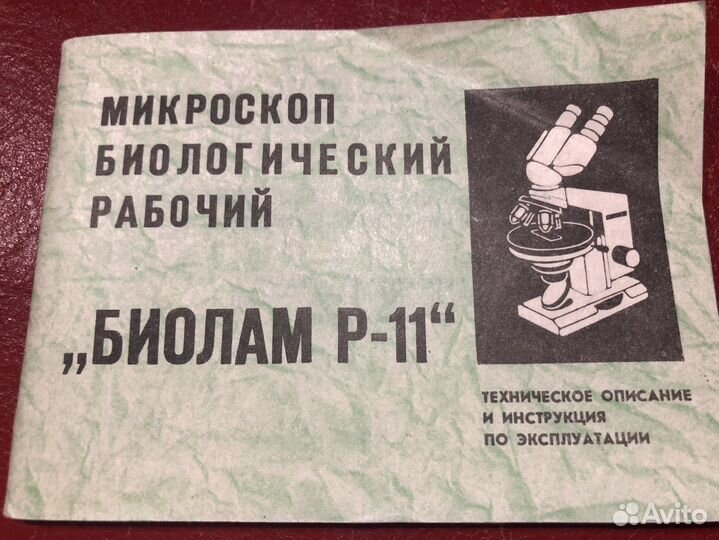 МИКРОСКОП
БИОЛОГИЧЕСКИЙ
РАБОЧИЙ
„БИОЛАМ Р-11“
ТЕХНИЧЕСКОЕ ОПИСАНИЕ
И ИНСТРУКЦИЯ
ПО ЭКСПЛУАТАЦИИ
Avito